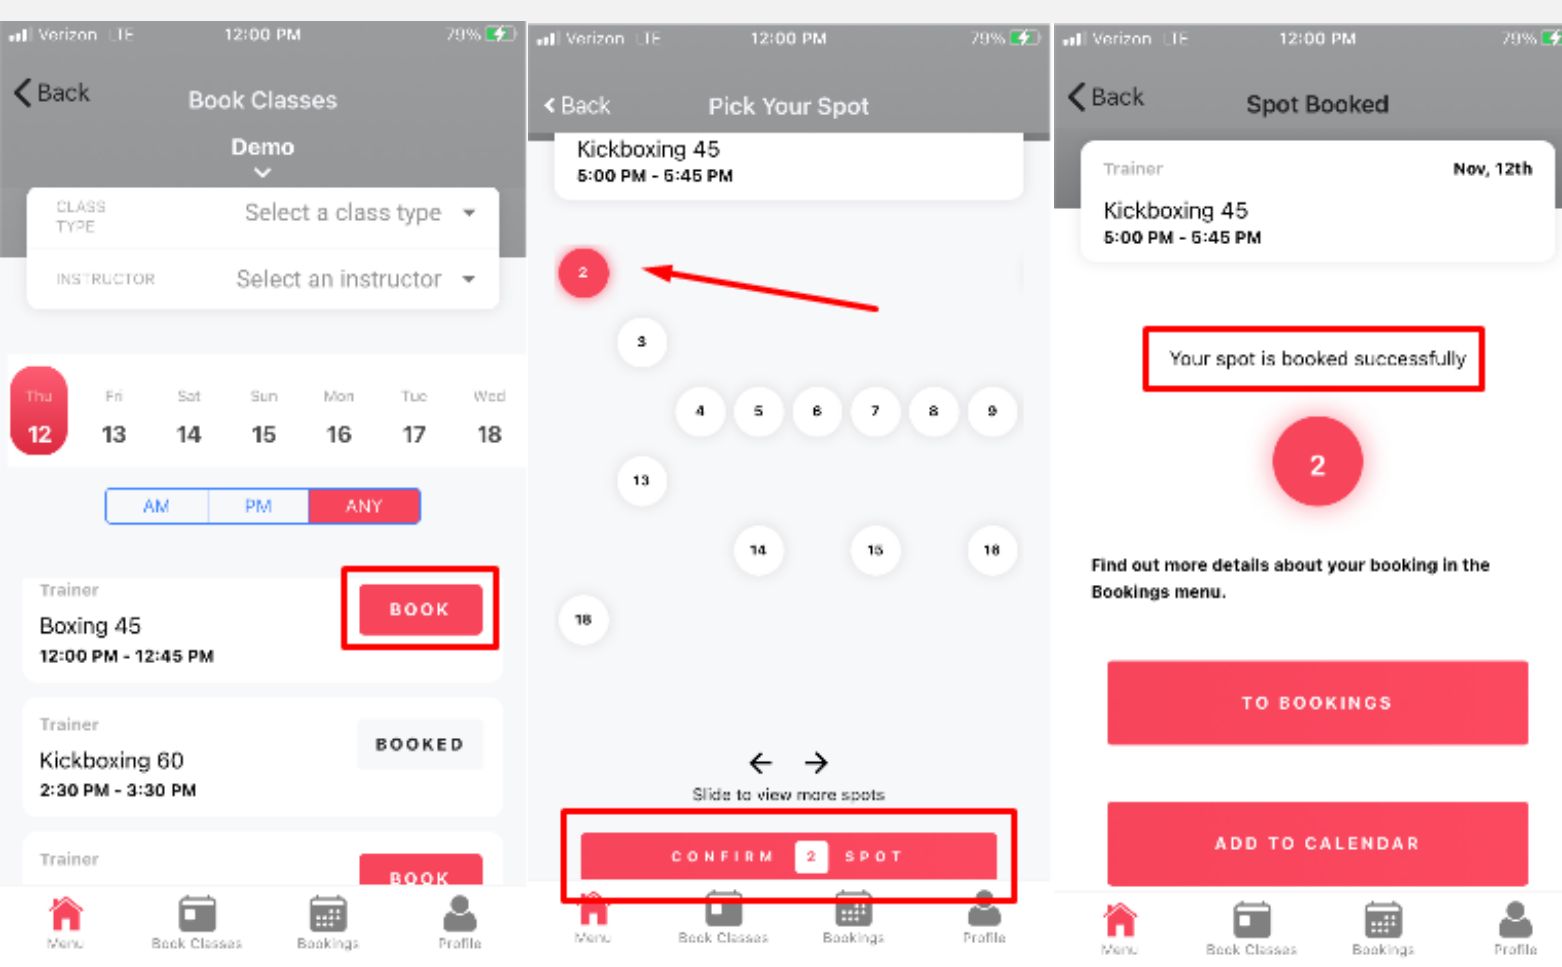 Verizon LTE 12:00 PM 79%
Back
Book Classes
Demo
CLASS TYPE Select a class type
INSTRUCTOR Select an instructor
Thu Fri Sat Sun Mon Tue Wed
12 13 14 15 16 17 18
AM PM ANY
Trainer
Boxing 45
12:00 PM - 12:45 PM
BOOK
Trainer
Kickboxing 60
2:30 PM - 3:30 PM
BOOKED
Trainer
BOOK
Menu Book Classes Bookings Profile
Verizon LTE 12:00 PM 79%
Back Pick Your Spot
Kickboxing 45
5:00 PM - 5:45 PM
2
3
4 5 6 7 8 9
13
14 15 16
18
Slide to view more spots
CONFIRM 2 SPOT
Menu Book Classes Bookings Profile
Verizon LTE 12:00 PM 79%
Back Spot Booked
Trainer Nov, 12th
Kickboxing 45
5:00 PM - 5:45 PM
Your spot is booked successfully
2
Find out more details about your booking in the
Bookings menu.
TO BOOKINGS
ADD TO CALENDAR
Menu Book Classes Bookings Profile